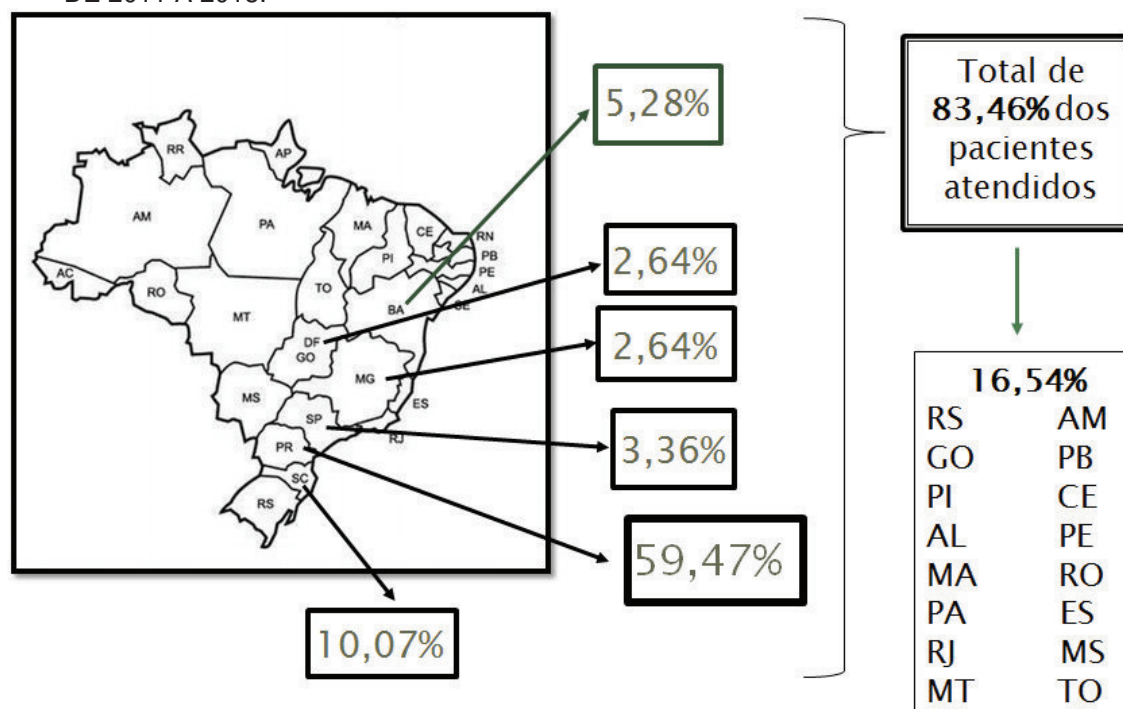 DE 2011 A 2018.
RR
AP
AM
PA
MA
CE
RN
PI
PB
PE
AL
SE
AC
RO
TO
BA
MT
DF
GO
MG
ES
MS
SP
RJ
PR
SC
RS
5,28%
2,64%
2,64%
3,36%
59,47%
10,07%
Total de
83,46% dos
pacientes
atendidos
16,54%
RS AM
GO PB
PI CE
AL PE
MA RO
PA ES
RJ MS
MT TO